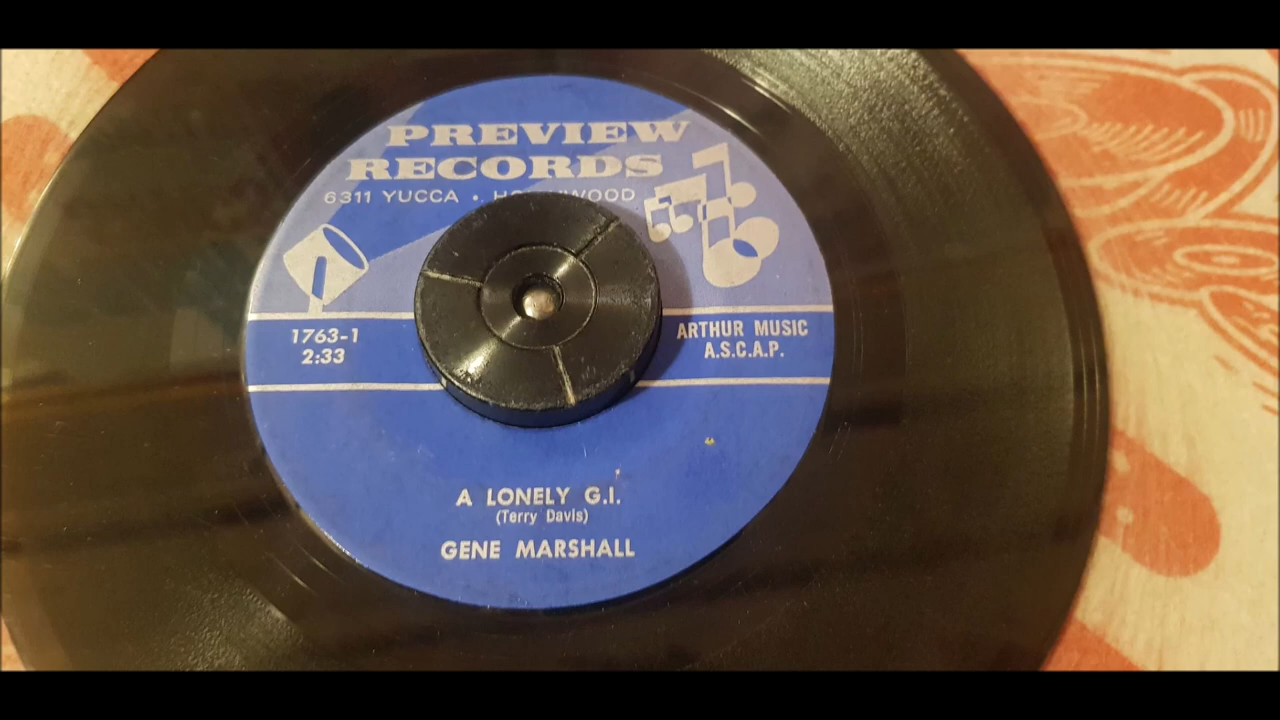 PREVIEW
RECORDS
6311 YUCCA •
1763-1
2:33
ARTHUR MUSIC
A.S.C.A.P.
A LONELY G.I.
(Terry Davis)
GENE MARSHALL